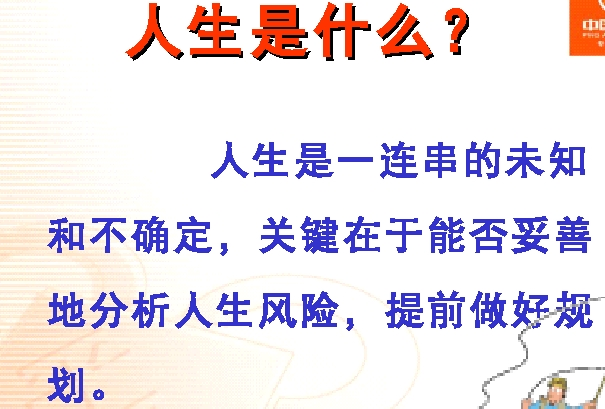 人生是什么？
中
人生是一连串的未知
和不确定，关键在于能否妥善
地分析人生风险，提前做好规
划。